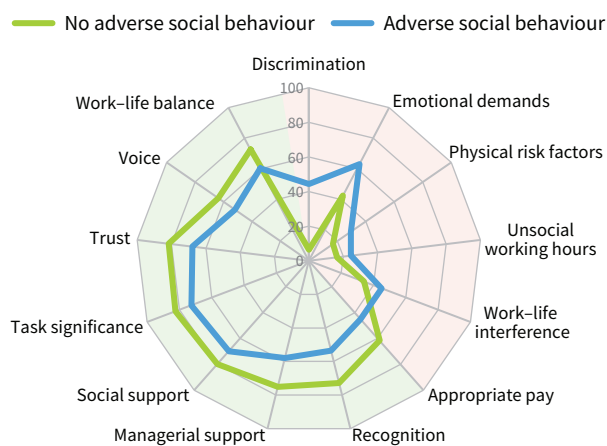 No adverse social behaviour
Adverse social behaviour
Discrimination
Emotional demands
Physical risk factors
Unsocial
working hours
Work–life
interference
Appropriate pay
Recognition
Managerial support
Social support
Task significance
Trust
Voice
Work–life balance
100
80
60
40
20
0